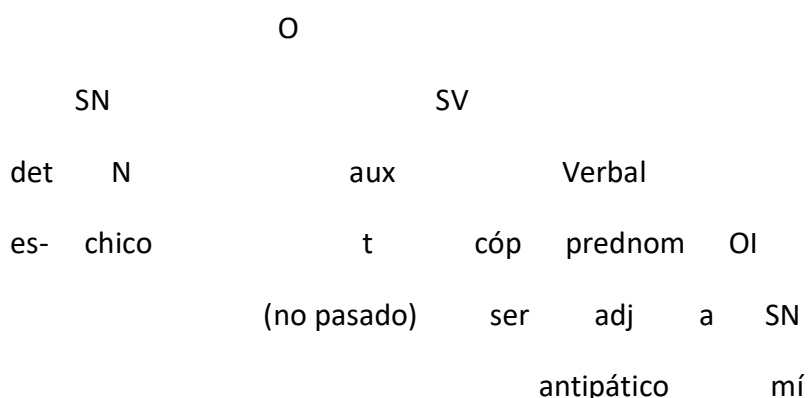 O
SN SV
det N aux Verbal
es- chico t cóp prednom OI
(no pasado) ser adj a SN
antipático mí